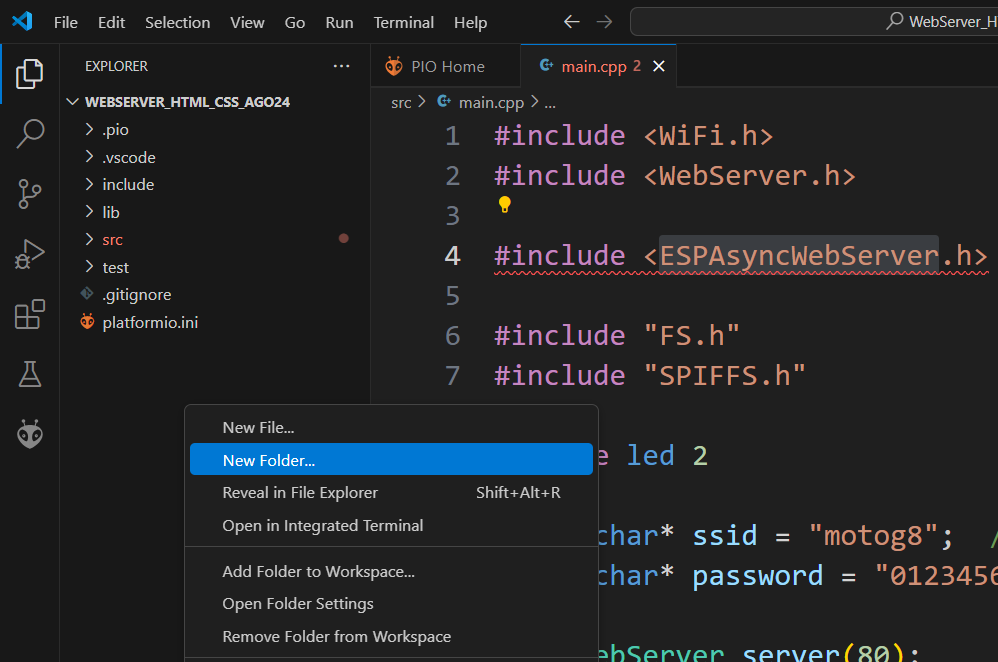 File Edit Selection View Go Run Terminal Help
WebServer_H
EXPLORER
PIO Home
main.cpp 2
WEBSERVER_HTML_CSS_AGO24
.pio
.vscode
include
lib
src
test
.gitignore
platformio.ini
src > main.cpp > ...
1 #include <WiFi.h>
2 #include <WebServer.h>
3
4 #include <ESPAsyncWebServer.h>
5
6 #include "FS.h"
7 #include "SPIFFS.h"
e led 2
char* ssid = "motog8"; /
char* password = "0123456
ebServer server(80);
New File...
New Folder...
Reveal in File Explorer Shift+Alt+R
Open in Integrated Terminal
Add Folder to Workspace...
Open Folder Settings
Remove Folder from Workspace